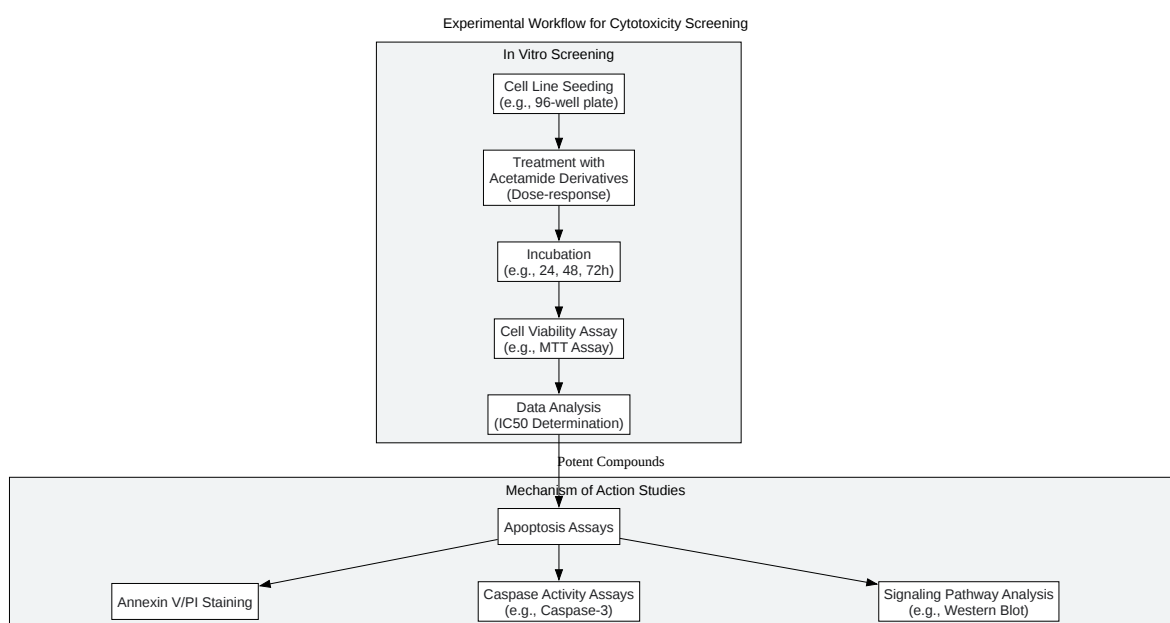 Experimental Workflow for Cytotoxicity Screening
In Vitro Screening
Cell Line Seeding
(e.g., 96-well plate)
Treatment with
Acetamide Derivatives
(Dose-response)
Incubation
(e.g., 24, 48, 72h)
Cell Viability Assay
(e.g., MTT Assay)
Data Analysis
(IC50 Determination)
Potent Compounds
Mechanism of Action Studies
Apoptosis Assays
Annexin V/PI Staining
Caspase Activity Assays
(e.g., Caspase-3)
Signaling Pathway Analysis
(e.g., Western Blot)